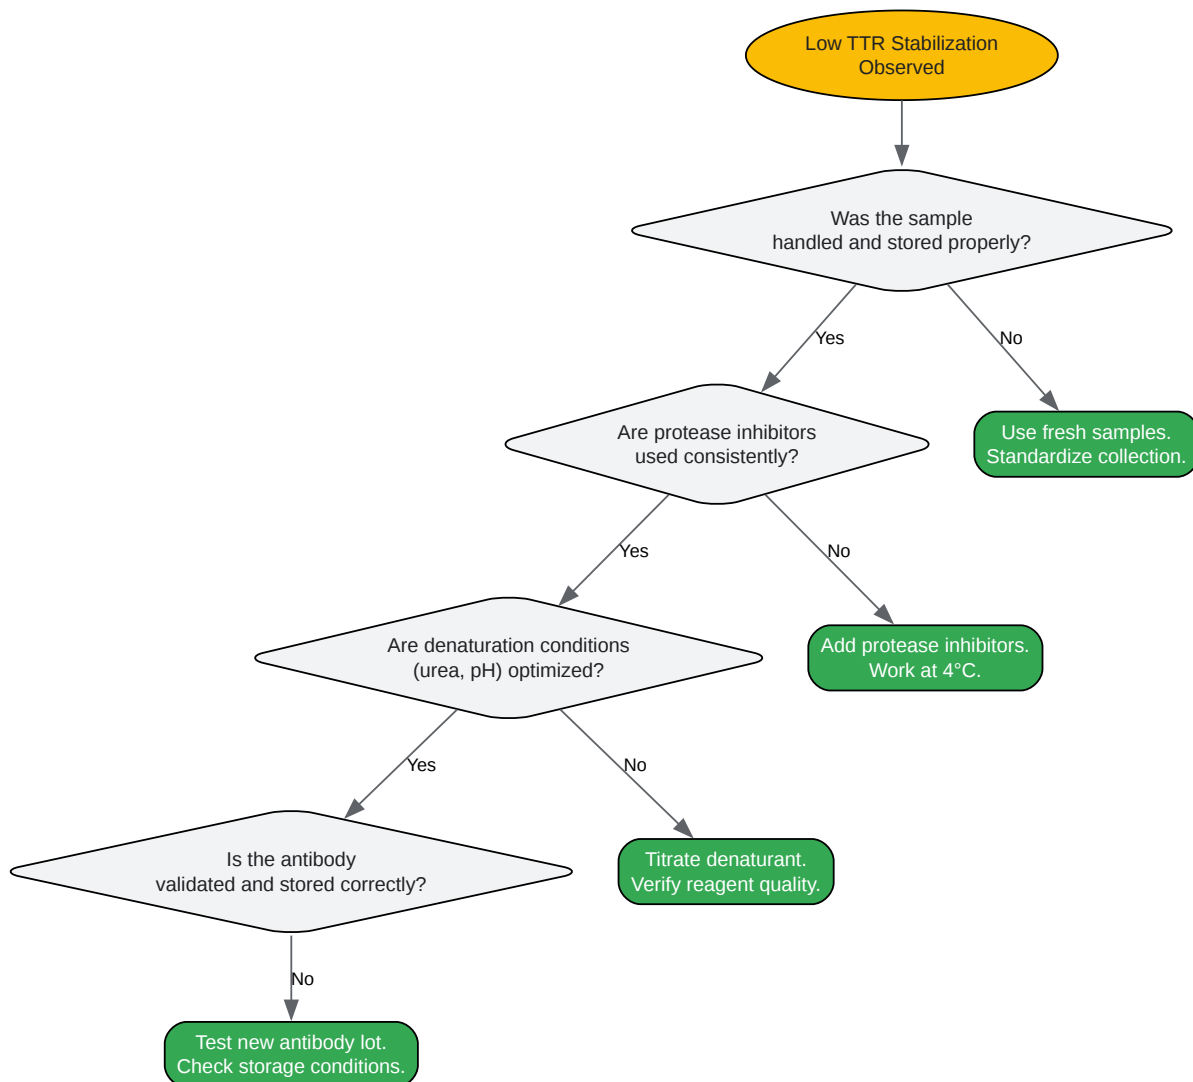 Low TTR Stabilization
Observed
Was the sample
handled and stored properly?
Yes
No
Are protease inhibitors
used consistently?
Use fresh samples.
Standardize collection.
Yes
No
Are denaturation conditions
(urea, pH) optimized?
Add protease inhibitors.
Work at 4°C.
Yes
No
Is the antibody
validated and stored correctly?
Titrate denaturant.
Verify reagent quality.
No
Test new antibody lot.
Check storage conditions.